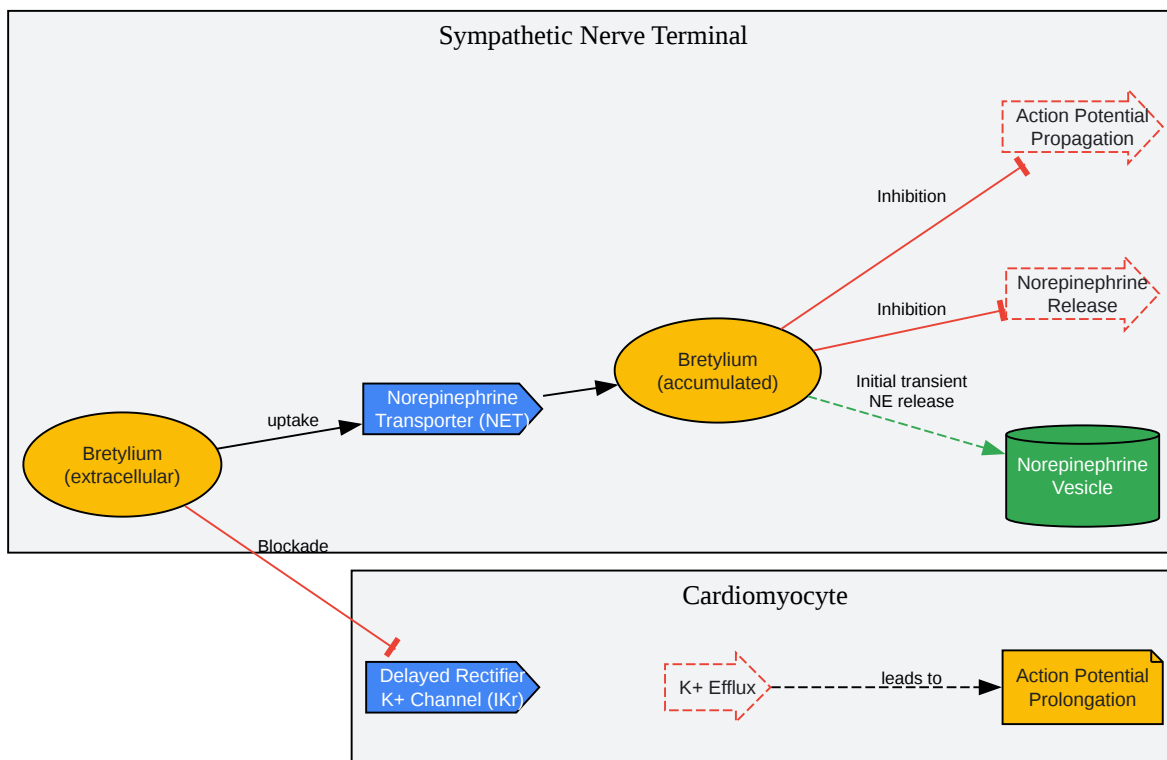 Sympathetic Nerve Terminal
Action Potential
Propagation
Inhibition
Norepinephrine
Release
Inhibition
Bretylium
(accumulated)
Initial transient
NE release
Norepinephrine
Transporter (NET)
uptake
Bretylium
(extracellular)
Norepinephrine
Vesicle
Blockade
Cardiomyocyte
Delayed Rectifier
K+ Channel (IKr)
K+ Efflux
leads to
Action Potential
Prolongation